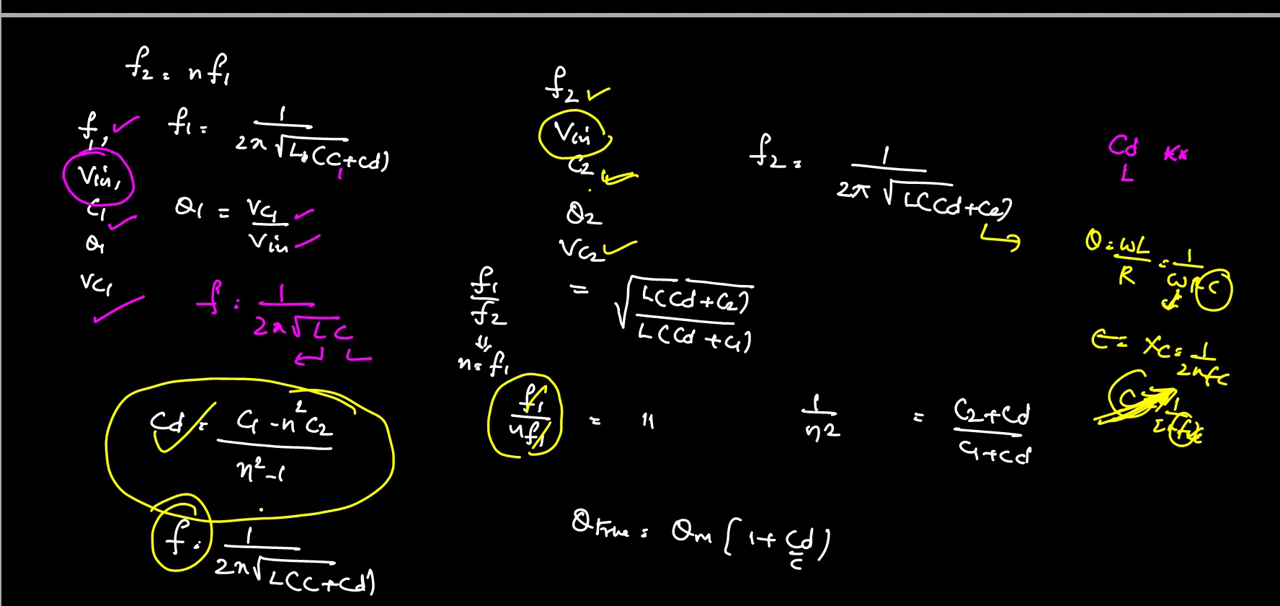 f₂ = nf₁
f₁,
Vin,
C₁
Q₁
VC₁
f₁ = 1 / 2π√L(C₁+Cd)
Q₁ = VC₁ / Vin
f = 1 / 2π√LC
Cd = C₁ - n²C₂ / n² - 1
f = 1 / 2π√L(C+Cd)
f₂
Vin
C₂
Q₂
VC₂
f₁ / f₂ = √L(Cd+C₂) / L(Cd+C₁)
⇓
n = f₁
f₁ / nf₁ = "
1 / n² = C₂+Cd / C₁+Cd
Qtrue = Qm [1 + Cd / C)
f₂ = 1 / 2π√L(Cd+C₂)
Cd
L
Q = ωL / R = 1 / ωRC
C = XC = 1 / 2πfC